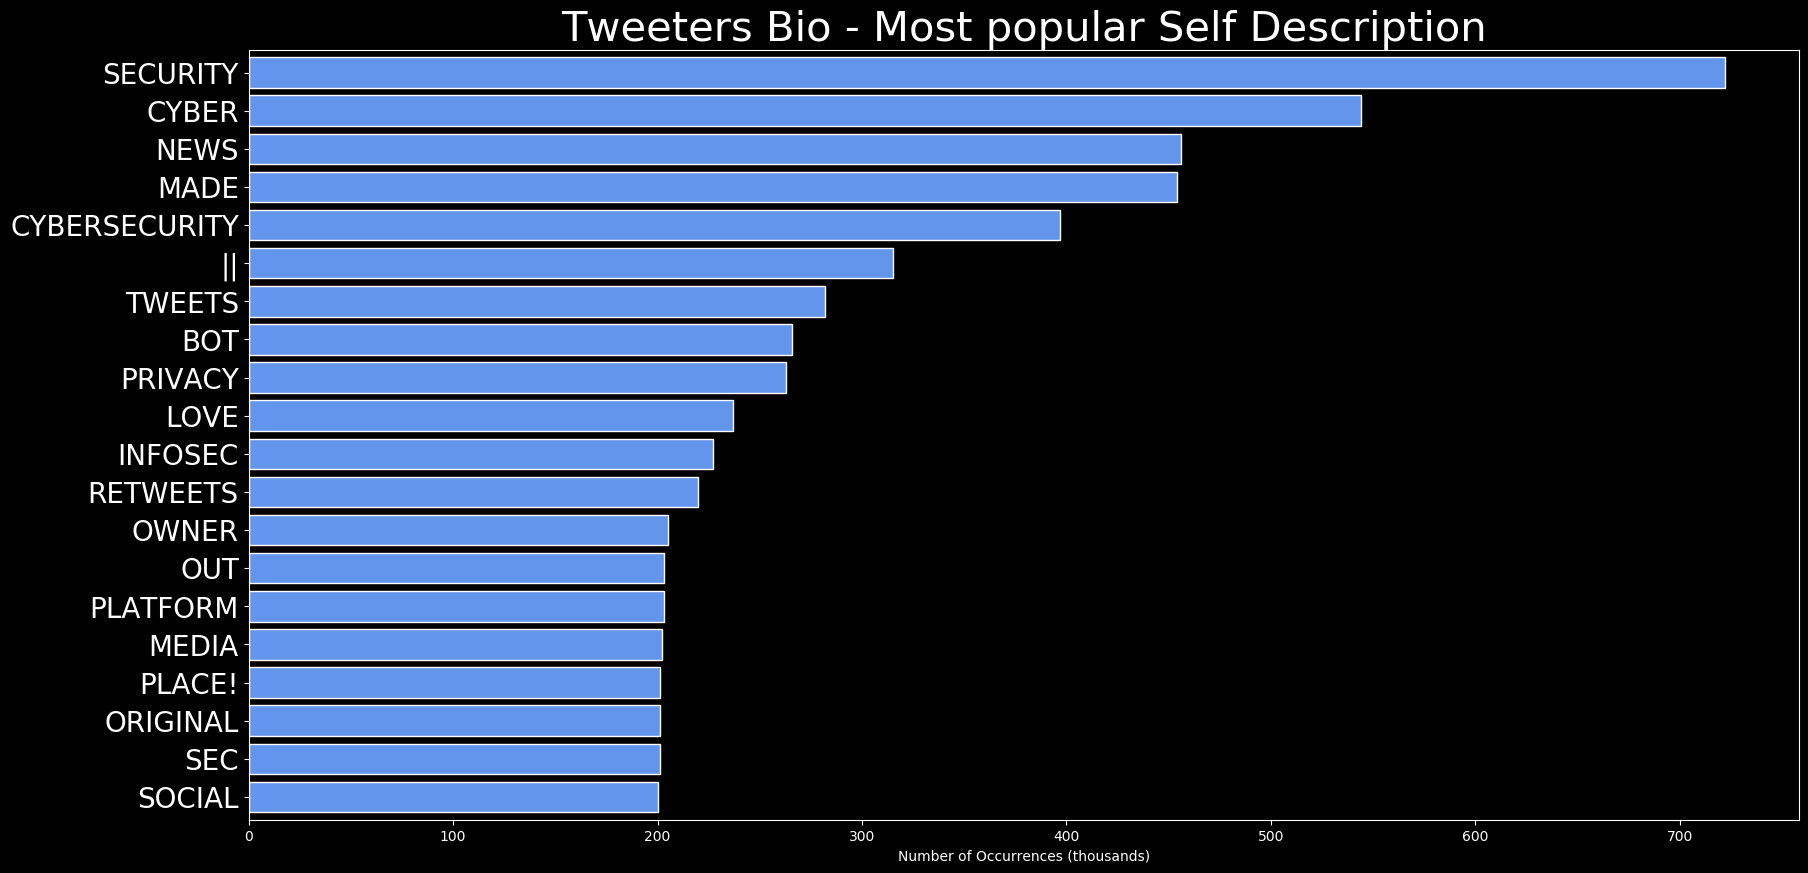 Tweeters Bio - Most popular Self Description
SECURITY
CYBER
NEWS
MADE
CYBERSECURITY
||
TWEETS
BOT
PRIVACY
LOVE
INFOSEC
RETWEETS
OWNER
OUT
PLATFORM
MEDIA
PLACE!
ORIGINAL
SEC
SOCIAL
0 100 200 300 400 500 600 700
Number of Occurrences (thousands)